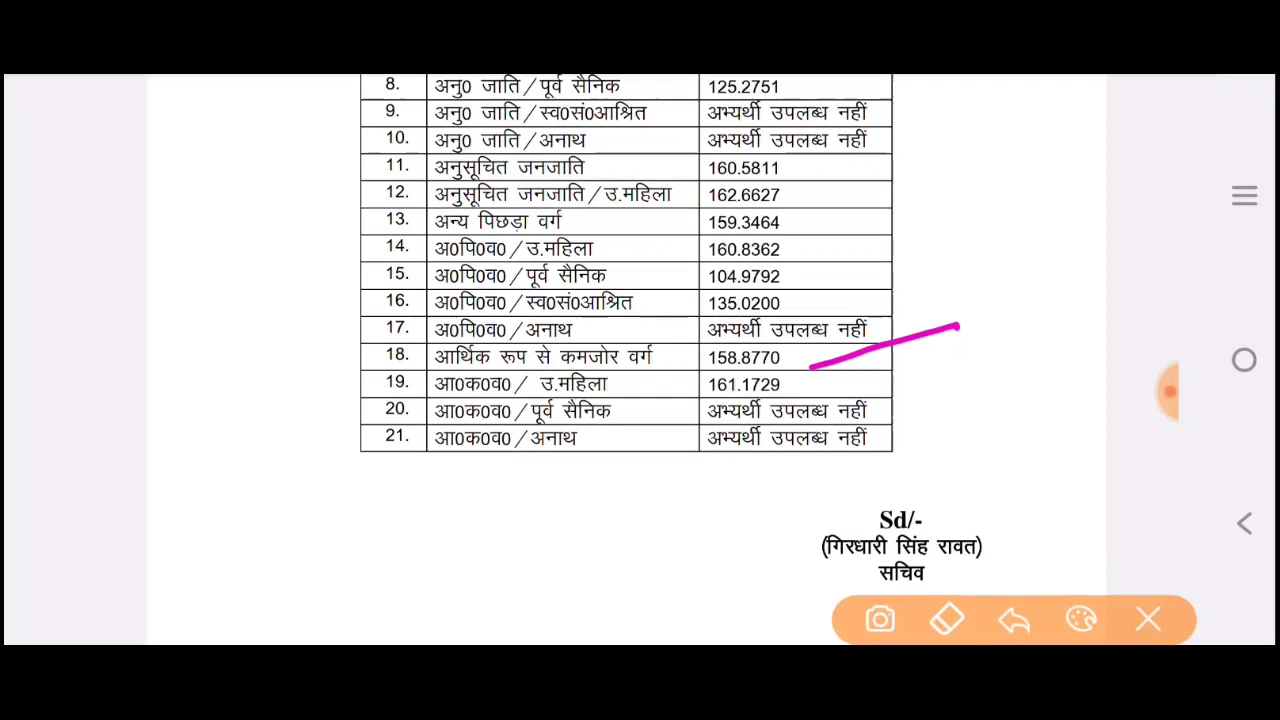 8. अनु0 जाति/पूर्व सैनिक 125.2751
9. अनु0 जाति/स्व0सं0आश्रित अभ्यर्थी उपलब्ध नहीं
10. अनु0 जाति/अनाथ अभ्यर्थी उपलब्ध नहीं
11. अनुसूचित जनजाति 160.5811
12. अनुसूचित जनजाति/उ.महिला 162.6627
13. अन्य पिछड़ा वर्ग 159.3464
14. अ0पि0व0/उ.महिला 160.8362
15. अ0पि0व0/पूर्व सैनिक 104.9792
16. अ0पि0व0/स्व0सं0आश्रित 135.0200
17. अ0पि0व0/अनाथ अभ्यर्थी उपलब्ध नहीं
18. आर्थिक रूप से कमजोर वर्ग 158.8770
19. आ0क0व0/ उ.महिला 161.1729
20. आ0क0व0/पूर्व सैनिक अभ्यर्थी उपलब्ध नहीं
21. आ0क0व0/अनाथ अभ्यर्थी उपलब्ध नहीं
Sd/-
(गिरधारी सिंह रावत)
सचिव